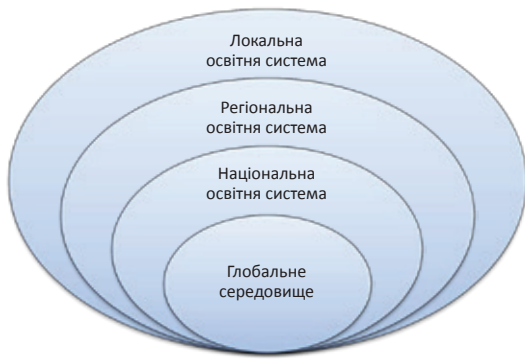 Локальна
освітня система
Регіональна
освітня система
Національна
освітня система
Глобальне
середовище